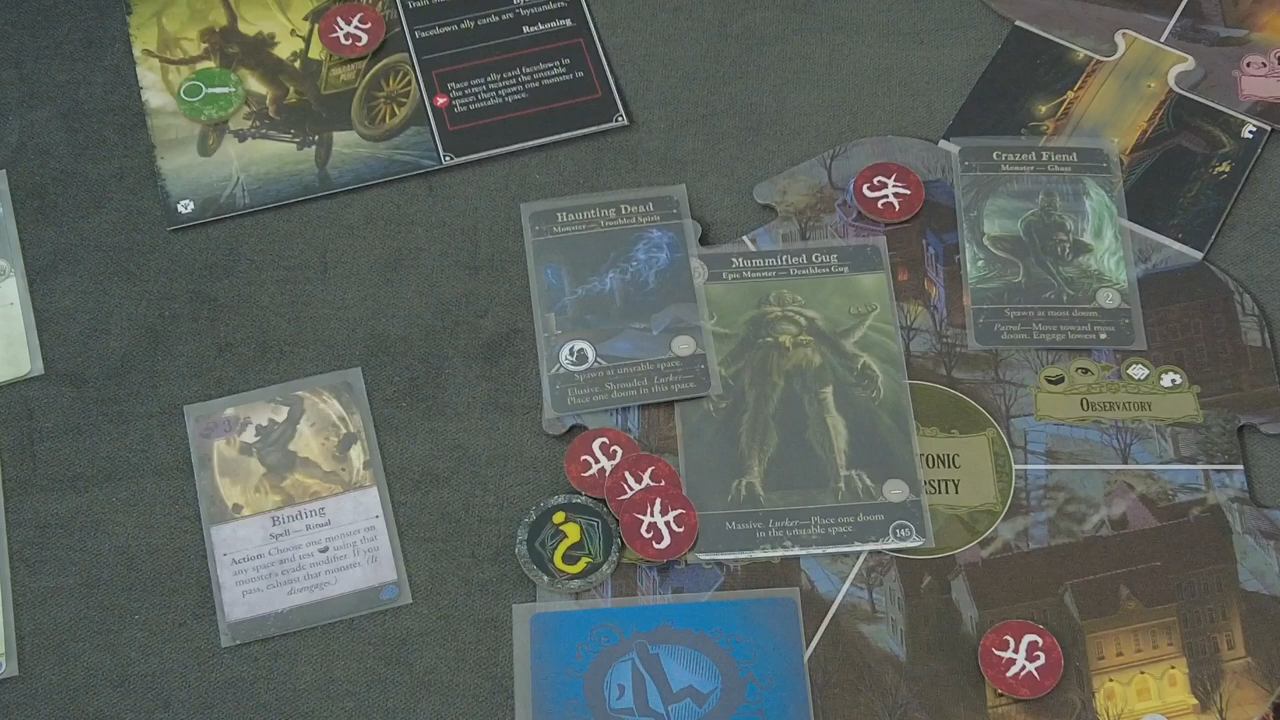 Facedown ally cards are "bystanders,
Reckoning
Place one ally card facedown in
the street nearest the unstable
space; then spawn one monster in
the unstable space.
Crazed Fiend
Monster — Ghast
2
Spawn at most doom.
Patrol—Move toward most
doom. Engage lowest
Haunting Dead
Monster — Troubled Spirit
Spawn at unstable space.
Elusive. Shrouded. Lurker—
Place one doom in this space.
Mummified Gug
Epic Monster — Deathless Gug
Massive. Lurker—Place one doom
in the unstable space.
145
Observatory
TONIC
RSITY
3
Binding
Spell — Ritual
Action: Choose one monster on
any space and test using that
monster's evade modifier. If you
pass, exhaust that monster. (It
disengages.)